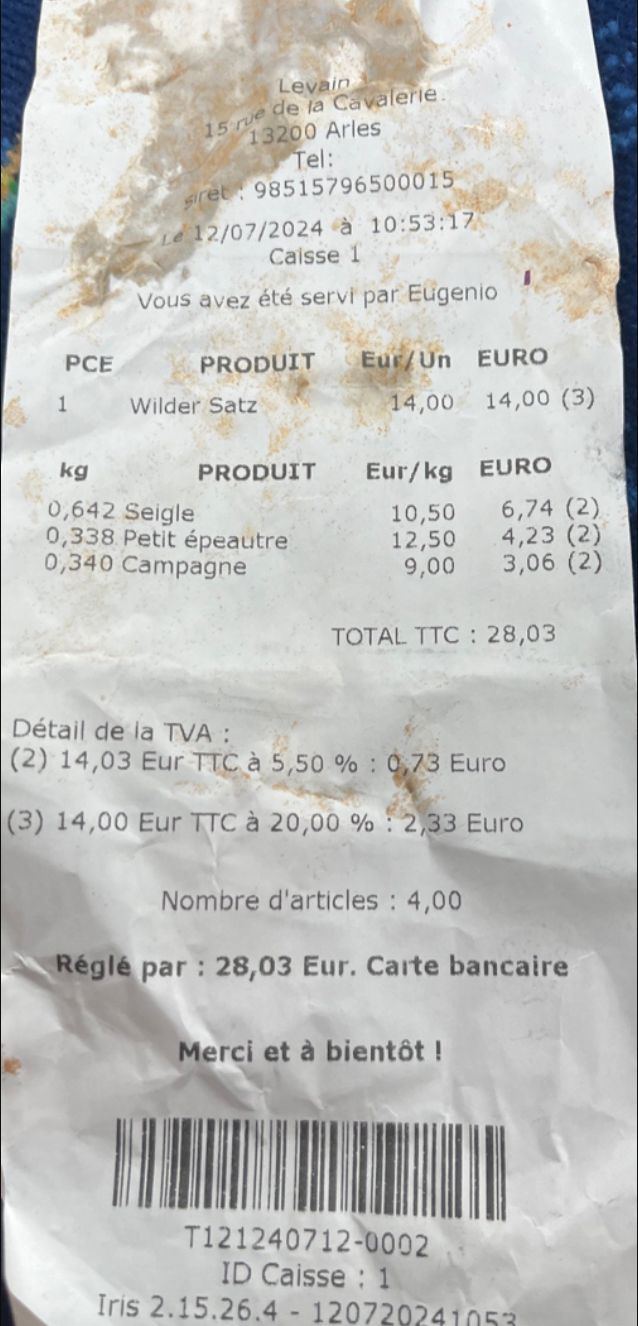 Levain
15 rue de la Cavalerie
13200 Arles
Tel:
siret : 98515796500015
Le 12/07/2024 à 10:53:17
Caisse 1
Vous avez été servi par Eugenio
PCE PRODUIT Eur/Un EURO
1 Wilder Satz 14,00 14,00 (3)
kg PRODUIT Eur/kg EURO
0,642 Seigle 10,50 6,74 (2)
0,338 Petit épeautre 12,50 4,23 (2)
0,340 Campagne 9,00 3,06 (2)
TOTAL TTC : 28,03
Détail de la TVA :
(2) 14,03 Eur TTC à 5,50 % : 0,73 Euro
(3) 14,00 Eur TTC à 20,00 % : 2,33 Euro
Nombre d'articles : 4,00
Réglé par : 28,03 Eur. Carte bancaire
Merci et à bientôt !
T121240712-0002
ID Caisse : 1
Iris 2.15.26.4 - 120720241053